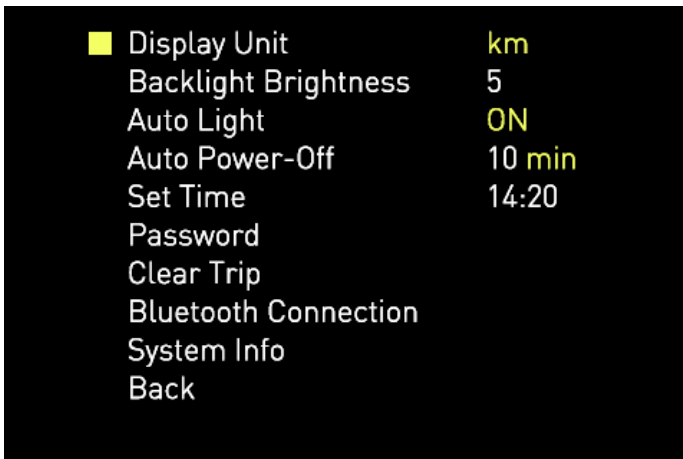 Display Unit km
Backlight Brightness 5
Auto Light ON
Auto Power-Off 10 min
Set Time 14:20
Password
Clear Trip
Bluetooth Connection
System Info
Back